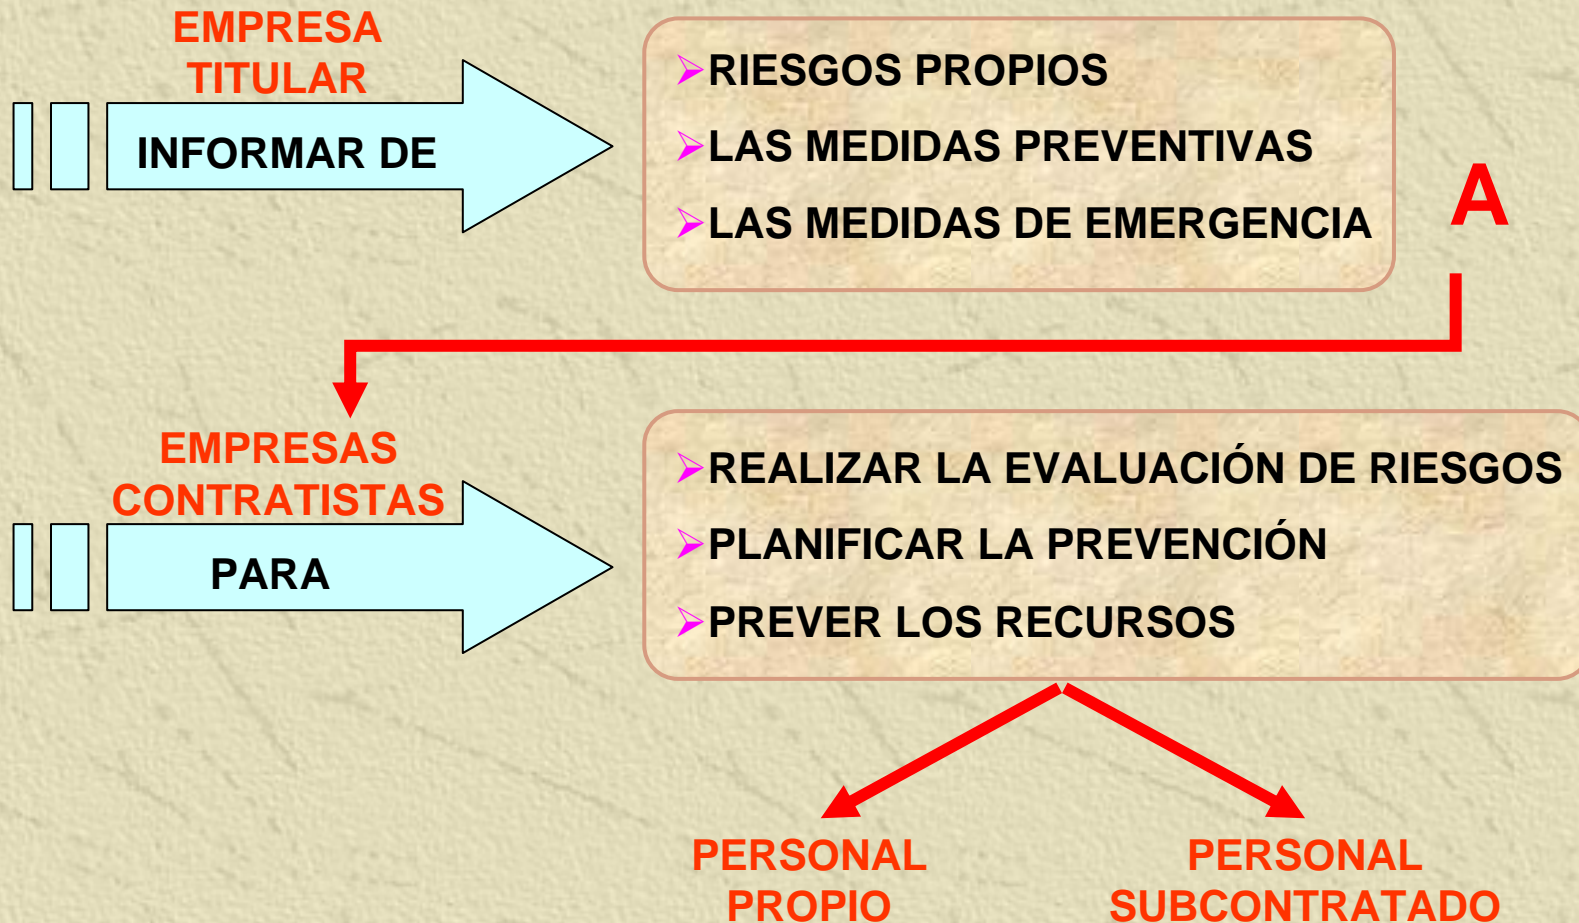 EMPRESA
TITULAR
INFORMAR DE
➢RIESGOS PROPIOS
➢LAS MEDIDAS PREVENTIVAS
➢LAS MEDIDAS DE EMERGENCIA
A
EMPRESAS
CONTRATISTAS
PARA
➢REALIZAR LA EVALUACIÓN DE RIESGOS
➢PLANIFICAR LA PREVENCIÓN
➢PREVER LOS RECURSOS
PERSONAL
PROPIO
PERSONAL
SUBCONTRATADO